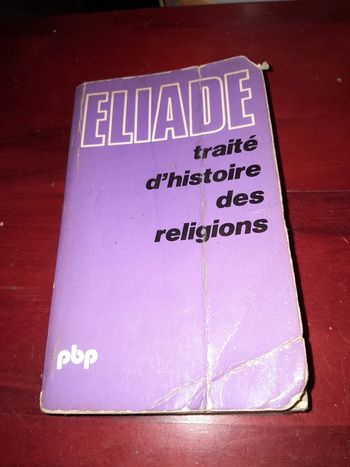 ELIADE
traité
d'histoire
des
religions
pbp